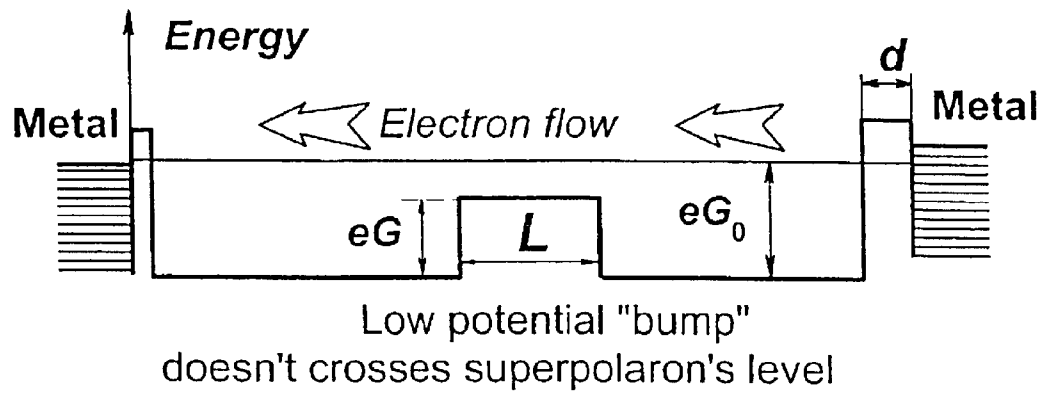 Energy
d
Metal
Metal
Electron flow
eG
L
eG₀
Low potential "bump"
doesn't crosses superpolaron's level